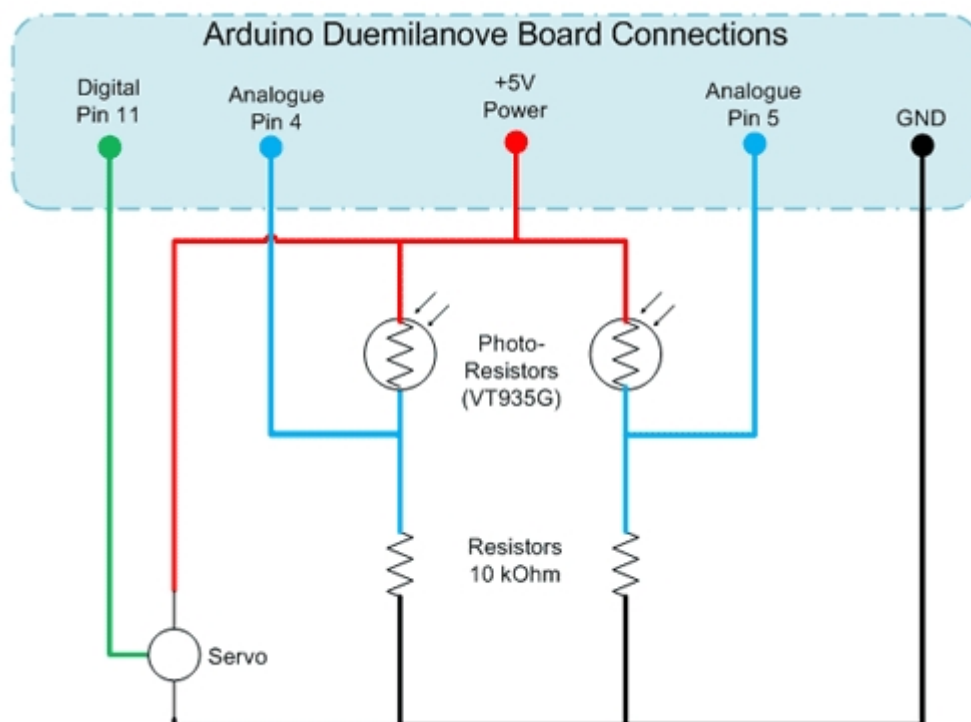 Arduino Duemilanove Board Connections
Digital
Pin 11
Analogue
Pin 4
+5V
Power
Analogue
Pin 5
GND
Photo-
Resistors
(VT935G)
Resistors
10 kOhm
Servo